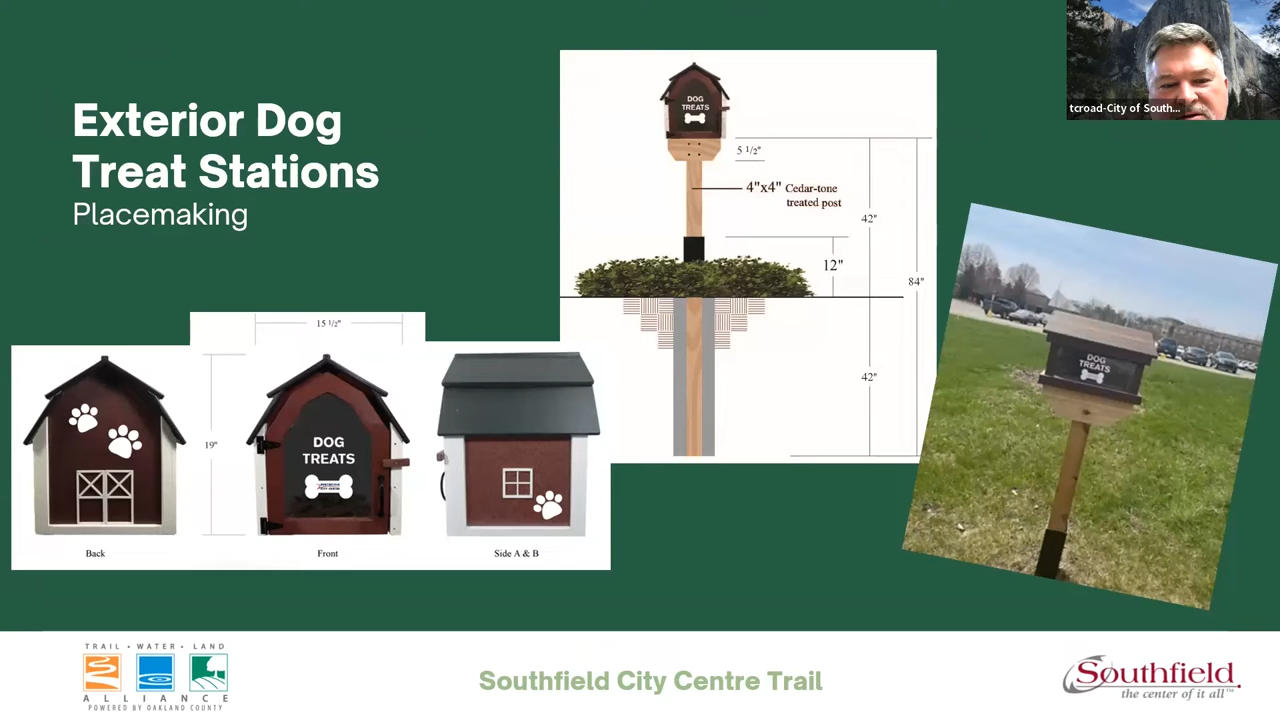 Exterior Dog
Treat Stations
Placemaking
tcroad-City of South...
DOG
TREATS
5 1/2"
4"x4" Cedar-tone
treated post
42"
12"
84"
42"
DOG
TREATS
15 1/2"
19"
DOG
TREATS
Back
Front
Side A & B
TRAIL • WATER • LAND
ALLIANCE
POWERED BY OAKLAND COUNTY
Southfield City Centre Trail
Southfield
the center of it all™